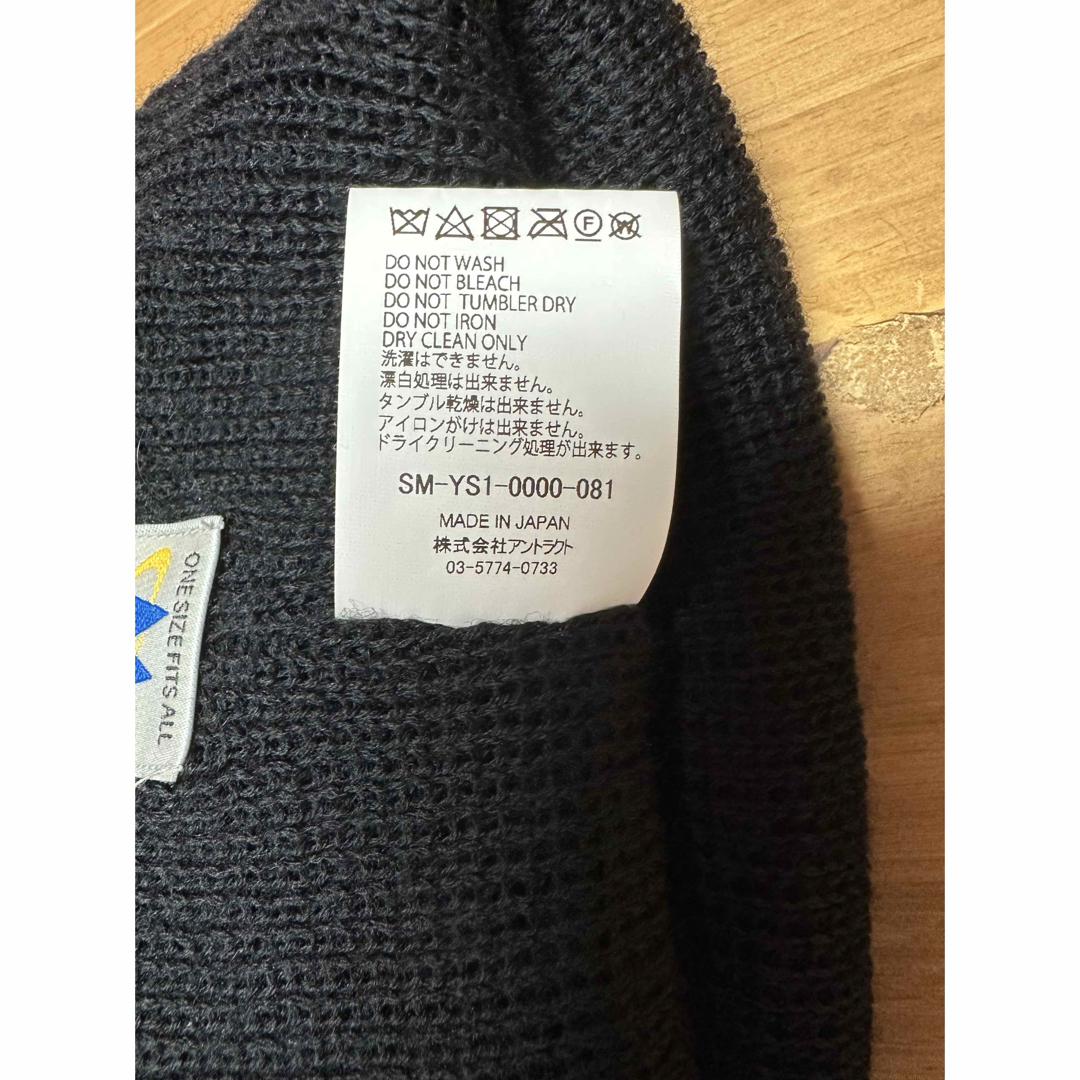 F W
DO NOT WASH
DO NOT BLEACH
DO NOT TUMBLER DRY
DO NOT IRON
DRY CLEAN ONLY
洗濯はできません。
漂白処理は出来ません。
タンブル乾燥は出来ません。
アイロンがけは出来ません。
ドライクリーニング処理が出来ます。
SM-YS1-0000-081
MADE IN JAPAN
株式会社アントラクト
03-5774-0733
ONE SIZE FITS ALL